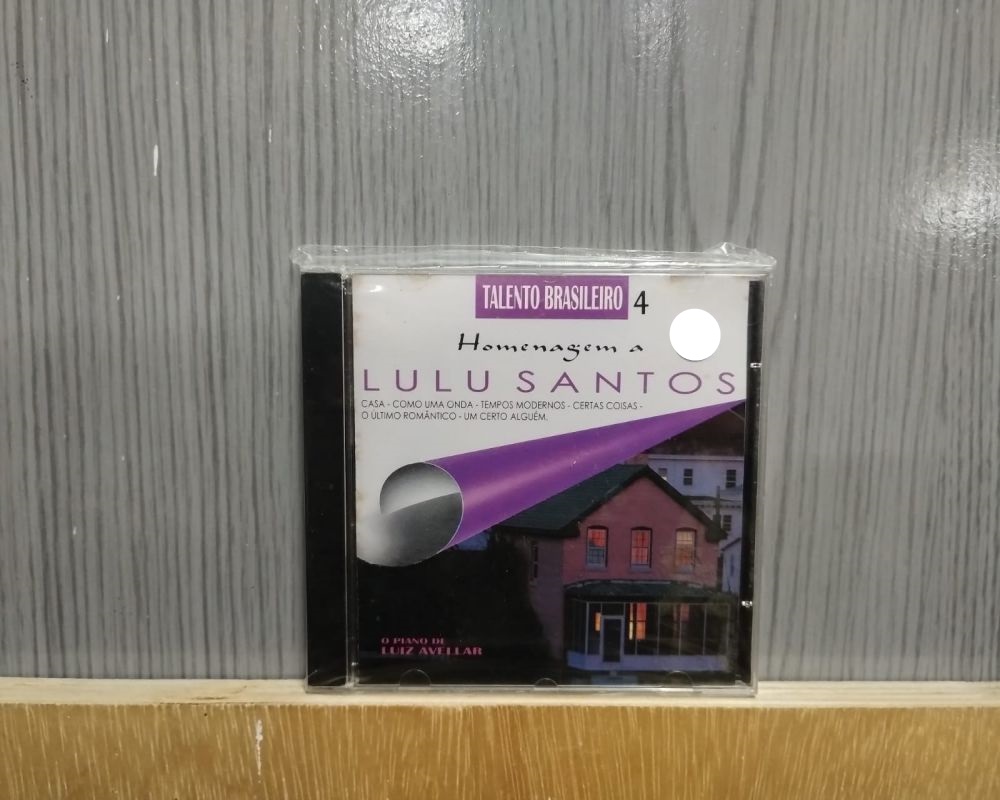 TALENTO BRASILEIRO 4
Homenagem a
LULU SANTOS
CASA - COMO UMA ONDA - TEMPOS MODERNOS - CERTAS COISAS -
O ÚLTIMO ROMÂNTICO - UM CERTO ALGUÉM.
O PIANO DE
LUIZ AVELLAR